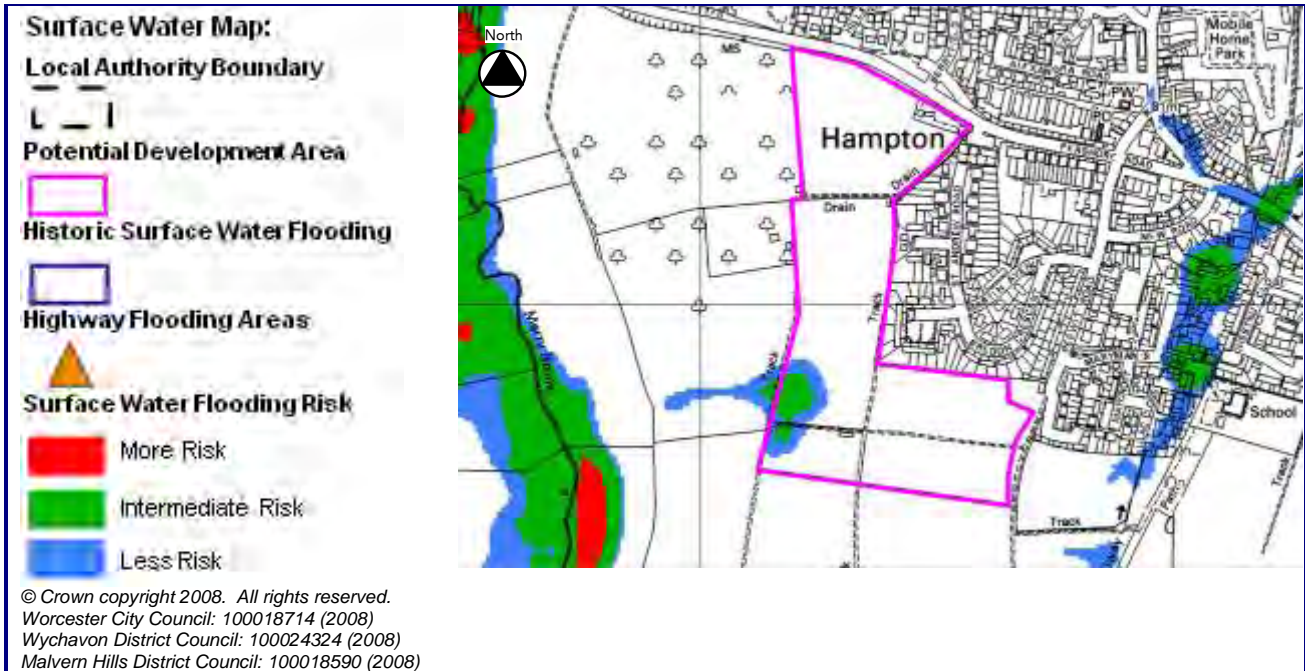 Surface Water Map:
Local Authority Boundary
Potential Development Area
Historic Surface Water Flooding
Highway Flooding Areas
Surface Water Flooding Risk
More Risk
Intermediate Risk
Less Risk
© Crown copyright 2008. All rights reserved.
Worcester City Council: 100018714 (2008)
Wychavon District Council: 100024324 (2008)
Malvern Hills District Council: 100018590 (2008)
North
MS
Mobile
Home
Park
PW
Hampton
ROAD
Drain
Drain
Track
Track
School
Track
Track
Path